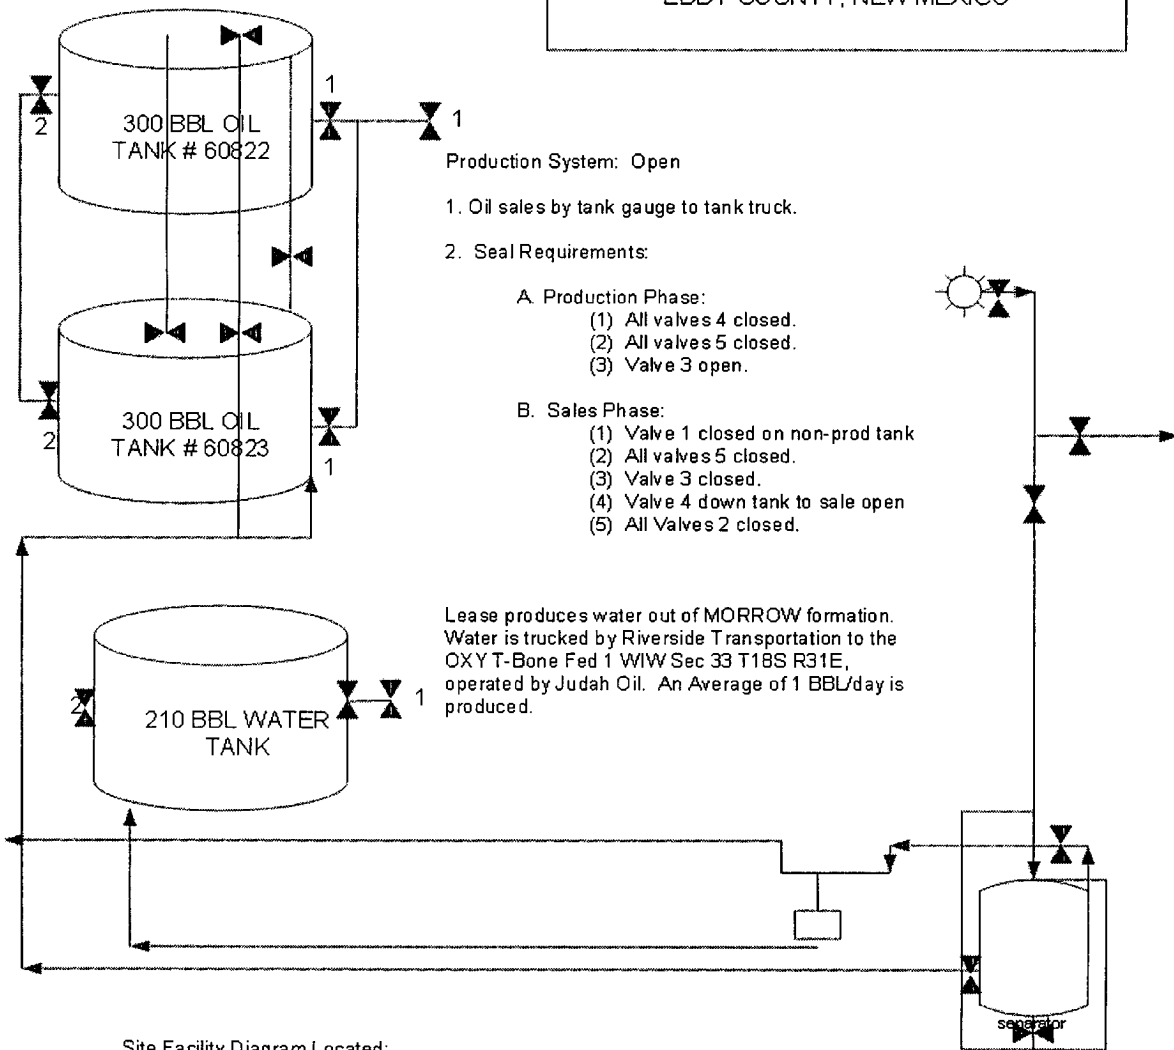 EDDY COUNTY, NEW MEXICO
1
2
300 BBL OIL
TANK # 60822
1
Production System: Open
1. Oil sales by tank gauge to tank truck.
2. Seal Requirements:
A. Production Phase:
(1) All valves 4 closed.
(2) All valves 5 closed.
(3) Valve 3 open.
B. Sales Phase:
(1) Valve 1 closed on non-prod tank
(2) All valves 5 closed.
(3) Valve 3 closed.
(4) Valve 4 down tank to sale open
(5) All Valves 2 closed.
300 BBL OIL
TANK # 60823
2
1
Lease produces water out of MORROW formation.
Water is trucked by Riverside Transportation to the
OXY T-Bone Fed 1 WIW Sec 33 T18S R31E,
operated by Judah Oil. An Average of 1 BBL/day is
produced.
2
1
210 BBL WATER
TANK
separator
Site Facility Diagram Located: